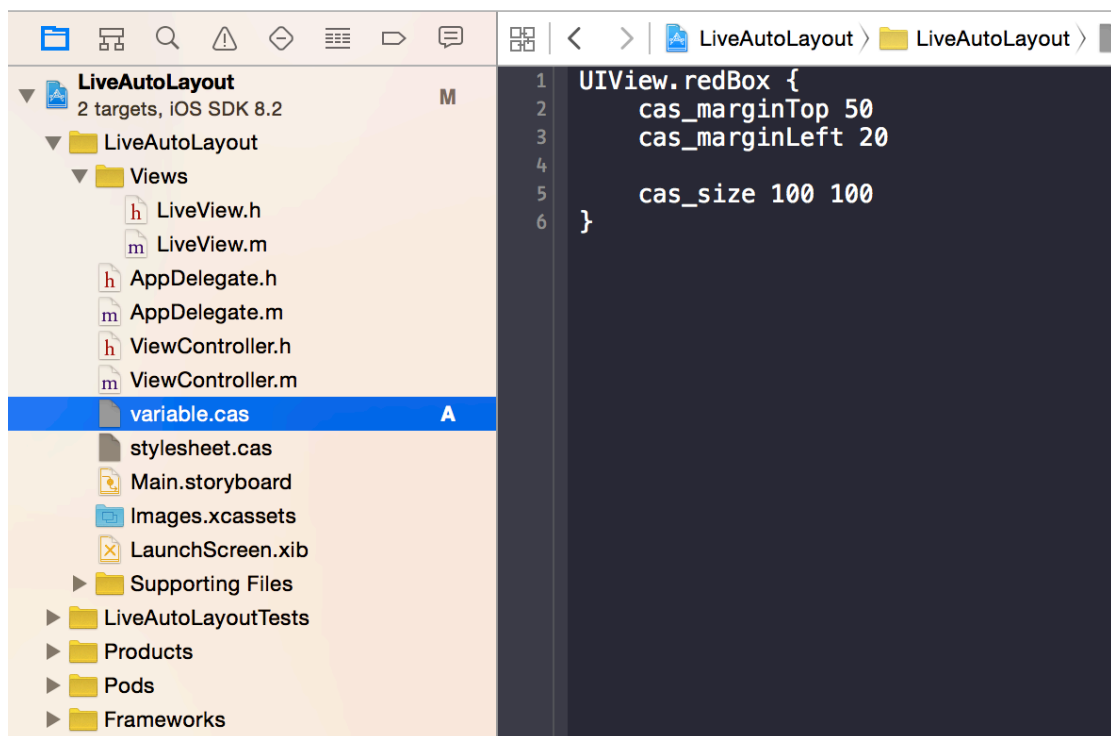 LiveAutoLayout
2 targets, iOS SDK 8.2
M
LiveAutoLayout
Views
h LiveView.h
m LiveView.m
h AppDelegate.h
m AppDelegate.m
h ViewController.h
m ViewController.m
variable.cas A
stylesheet.cas
Main.storyboard
Images.xcassets
LaunchScreen.xib
Supporting Files
LiveAutoLayoutTests
Products
Pods
Frameworks
LiveAutoLayout LiveAutoLayout
1 UIView.redBox {
2 cas_marginTop 50
3 cas_marginLeft 20
4
5 cas_size 100 100
6 }